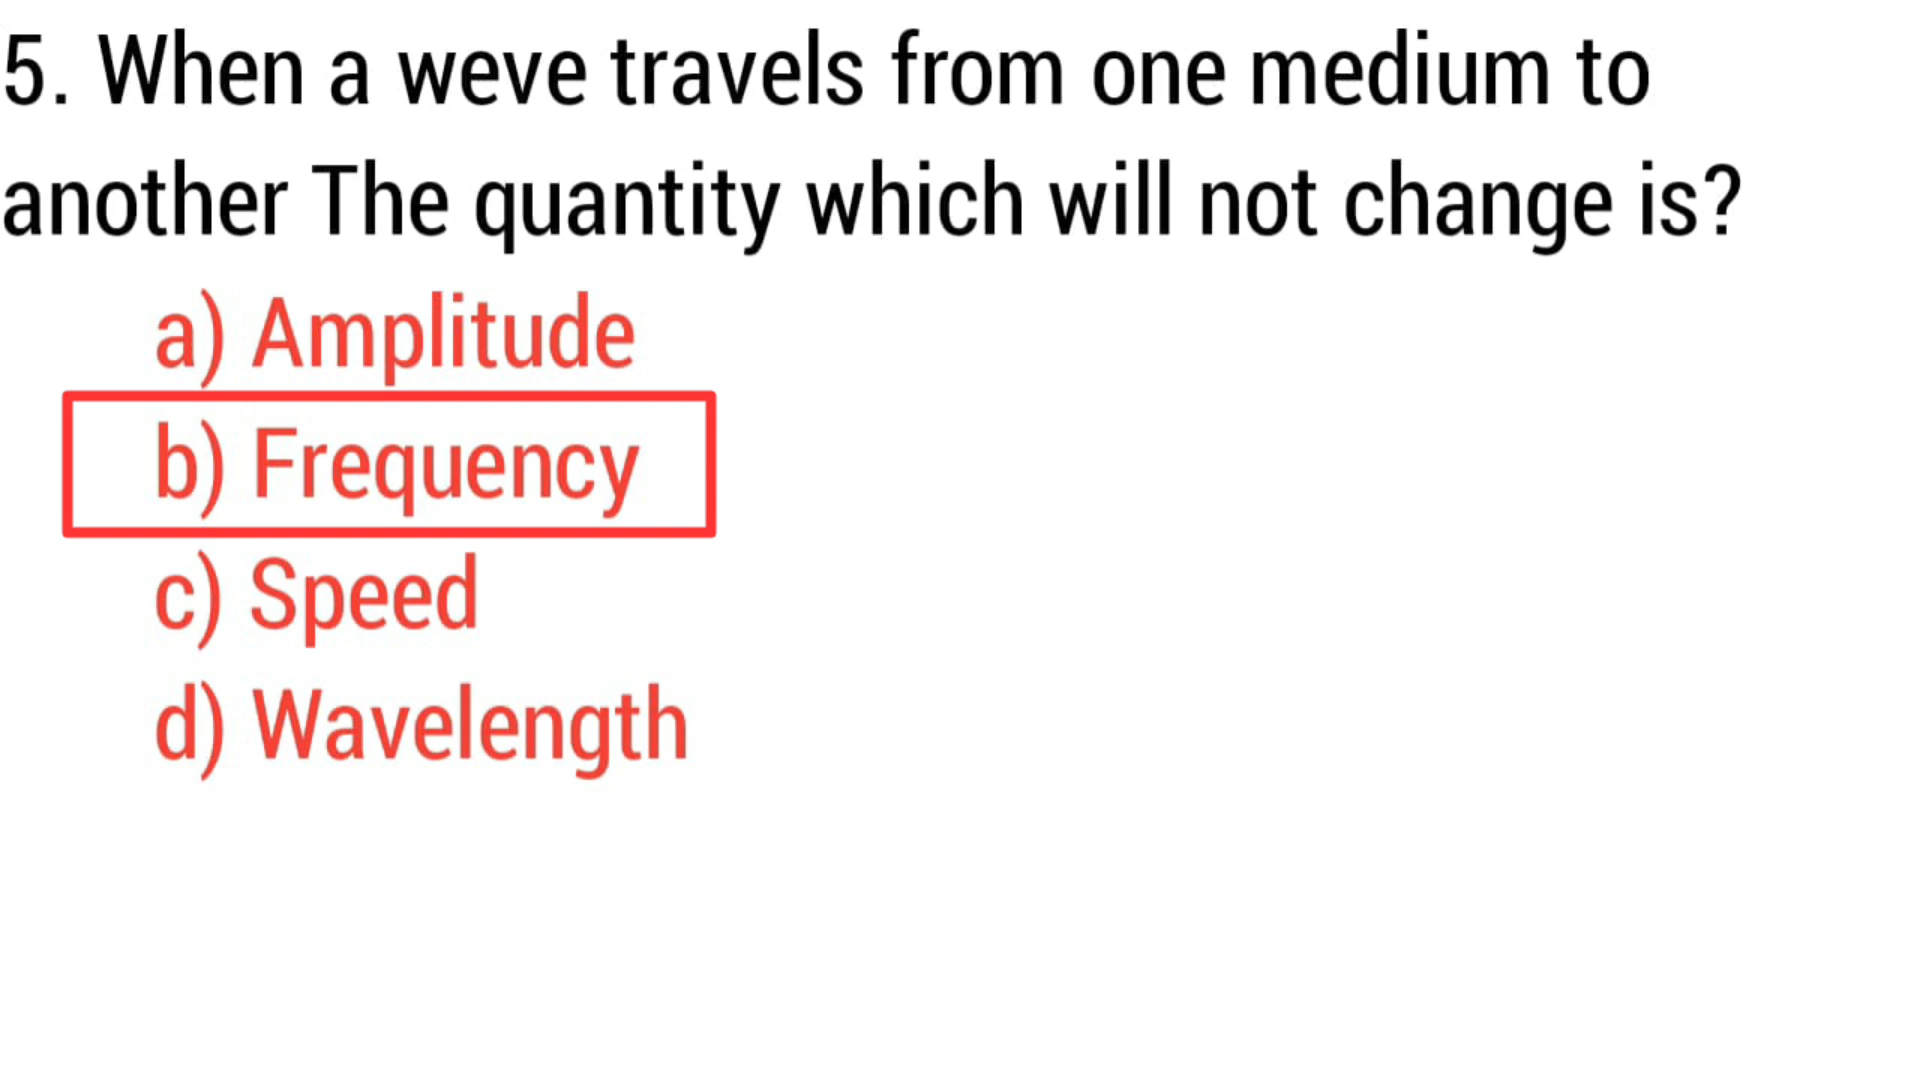 5. When a weve travels from one medium to
another The quantity which will not change is?
a) Amplitude
b) Frequency
c) Speed
d) Wavelength